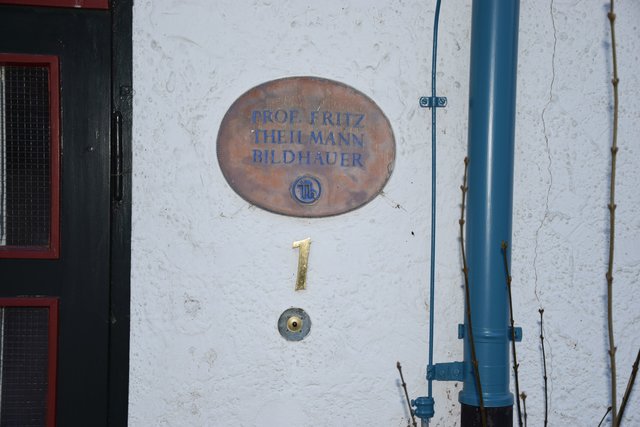 PROF. FRITZ
THEILMANN
BILDHAUER
1